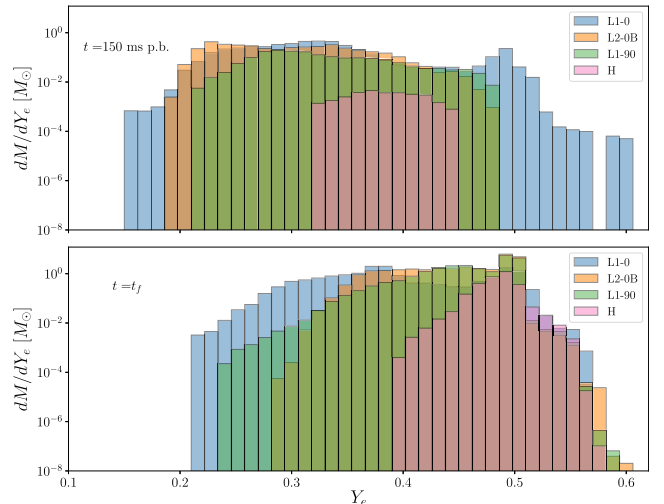 10^0
10^-2
10^-4
10^-6
10^-8
dM/dY_e [M_⊙]
t =150 ms p.b.
L1-0
L2-0B
L1-90
H
10^0
10^-2
10^-4
10^-6
10^-8
dM/dY_e [M_⊙]
t =t_f
L1-0
L2-0B
L1-90
H
0.1 0.2 0.3 0.4 0.5 0.6
Y_e